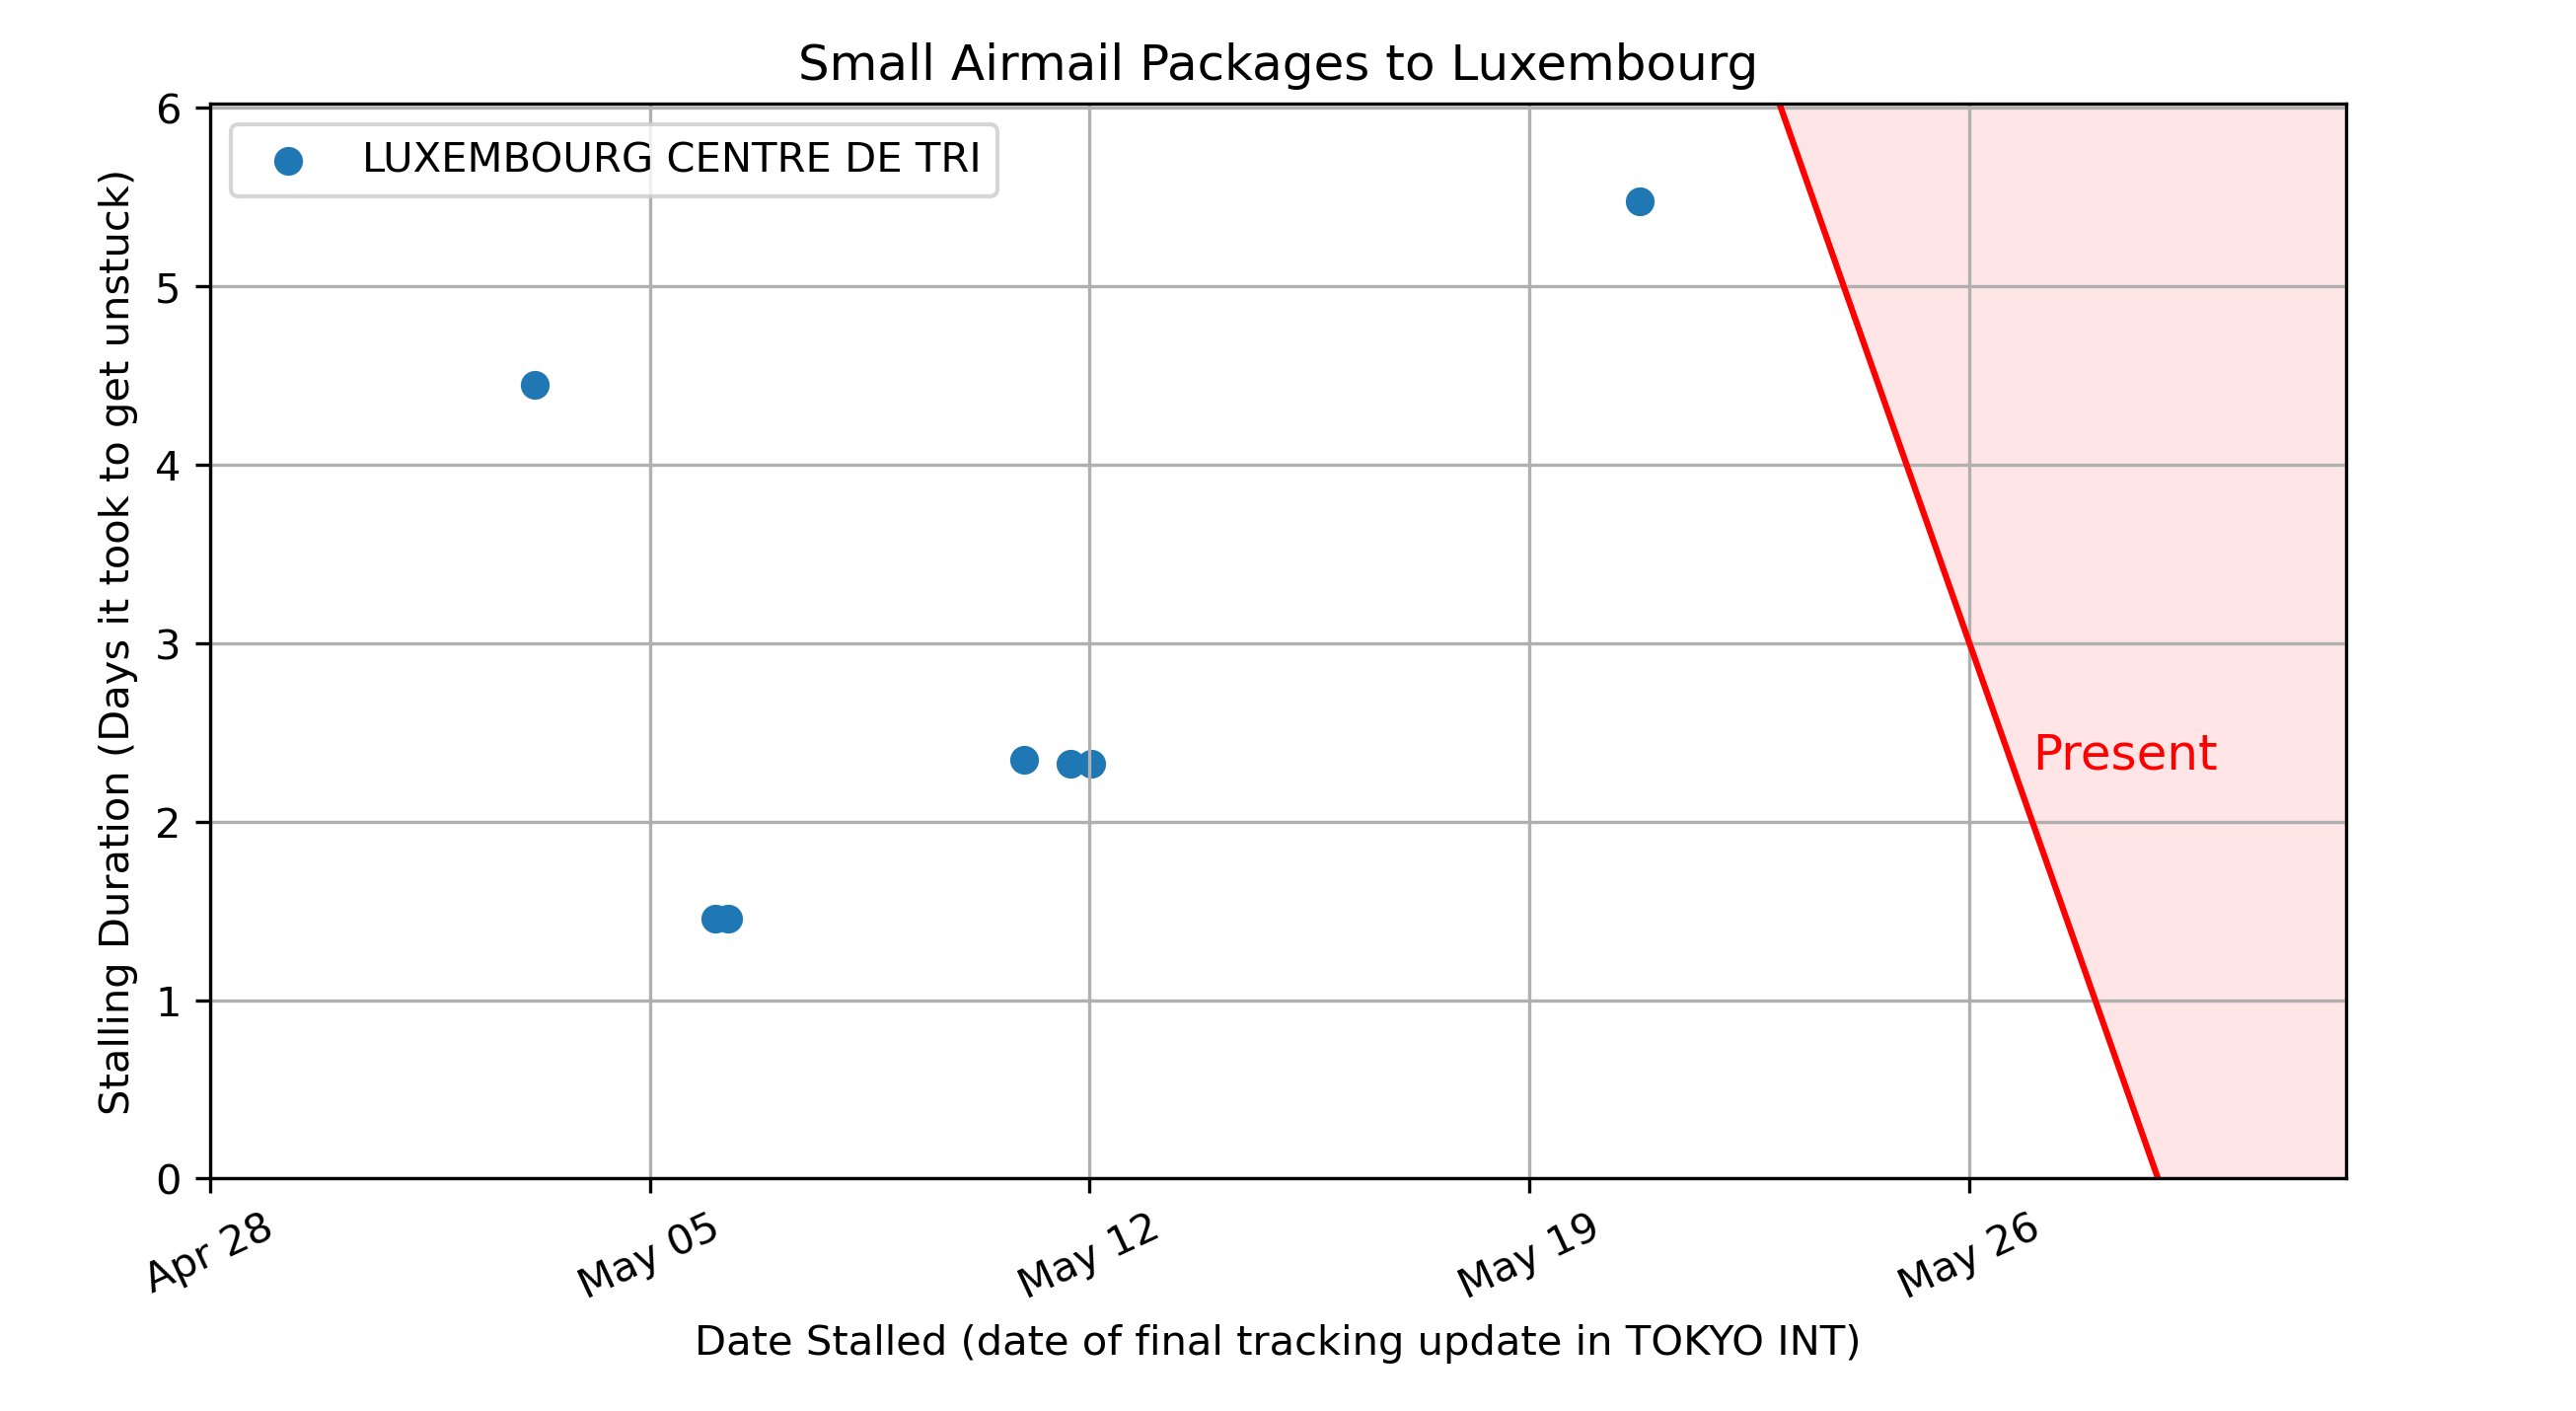 Small Airmail Packages to Luxembourg
LUXEMBOURG CENTRE DE TRI
Stalling Duration (Days it took to get unstuck)
6
5
4
3
2
1
0
Present
Apr 28
May 05
May 12
May 19
May 26
Date Stalled (date of final tracking update in TOKYO INT)